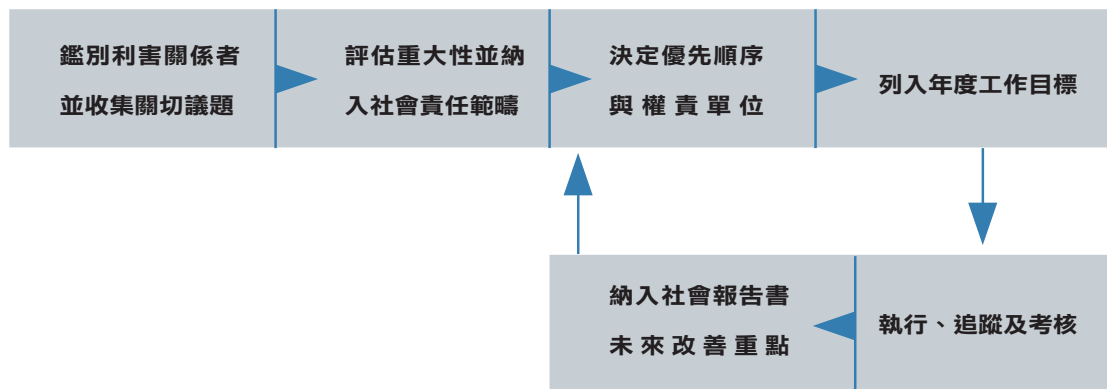 鑑別利害關係者
並收集關切議題
評估重大性並納
入社會責任範疇
決定優先順序
與權責單位
列入年度工作目標
執行、追蹤及考核
納入社會報告書
未來改善重點